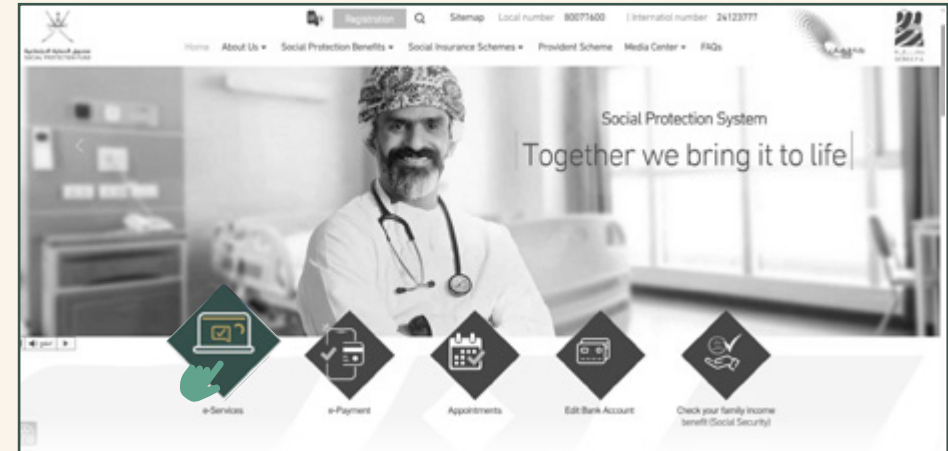 Registration
Sitemap
Local number 80077600
| Internatiol number 24123777
SOCIAL PROTECTION FUND
Home
About Us
Social Protection Benefits
Social Insurance Schemes
Provident Scheme
Media Center
FAQs
Social Protection System
Together we bring it to life
e-Services
e-Payment
Appointments
Edit Bank Account
Check your family income
benefit (Social Security)